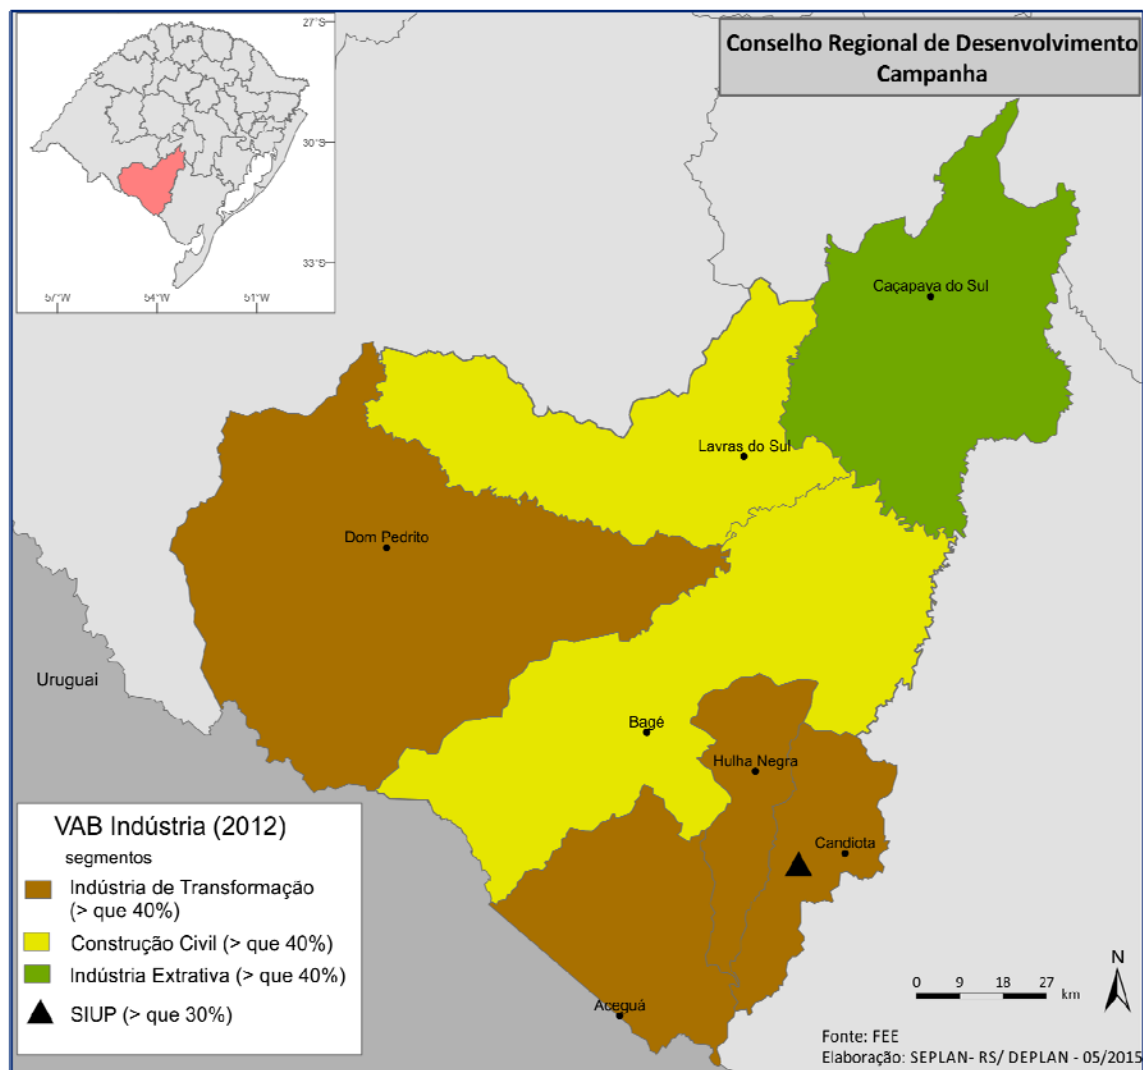 Conselho Regional de Desenvolvimento
Campanha
27°S
30°S
33°S
57°W
54°W
51°W
Caçapava do Sul
Lavras do Sul
Dom Pedrito
Uruguai
Bagé
Hulha Negra
Candiota
Aceguá
VAB Indústria (2012)
segmentos
Indústria de Transformação
(> que 40%)
Construção Civil (> que 40%)
Indústria Extrativa (> que 40%)
SIUP (> que 30%)
N
0 9 18 27
km
Fonte: FEE
Elaboração: SEPLAN- RS/ DEPLAN - 05/2015